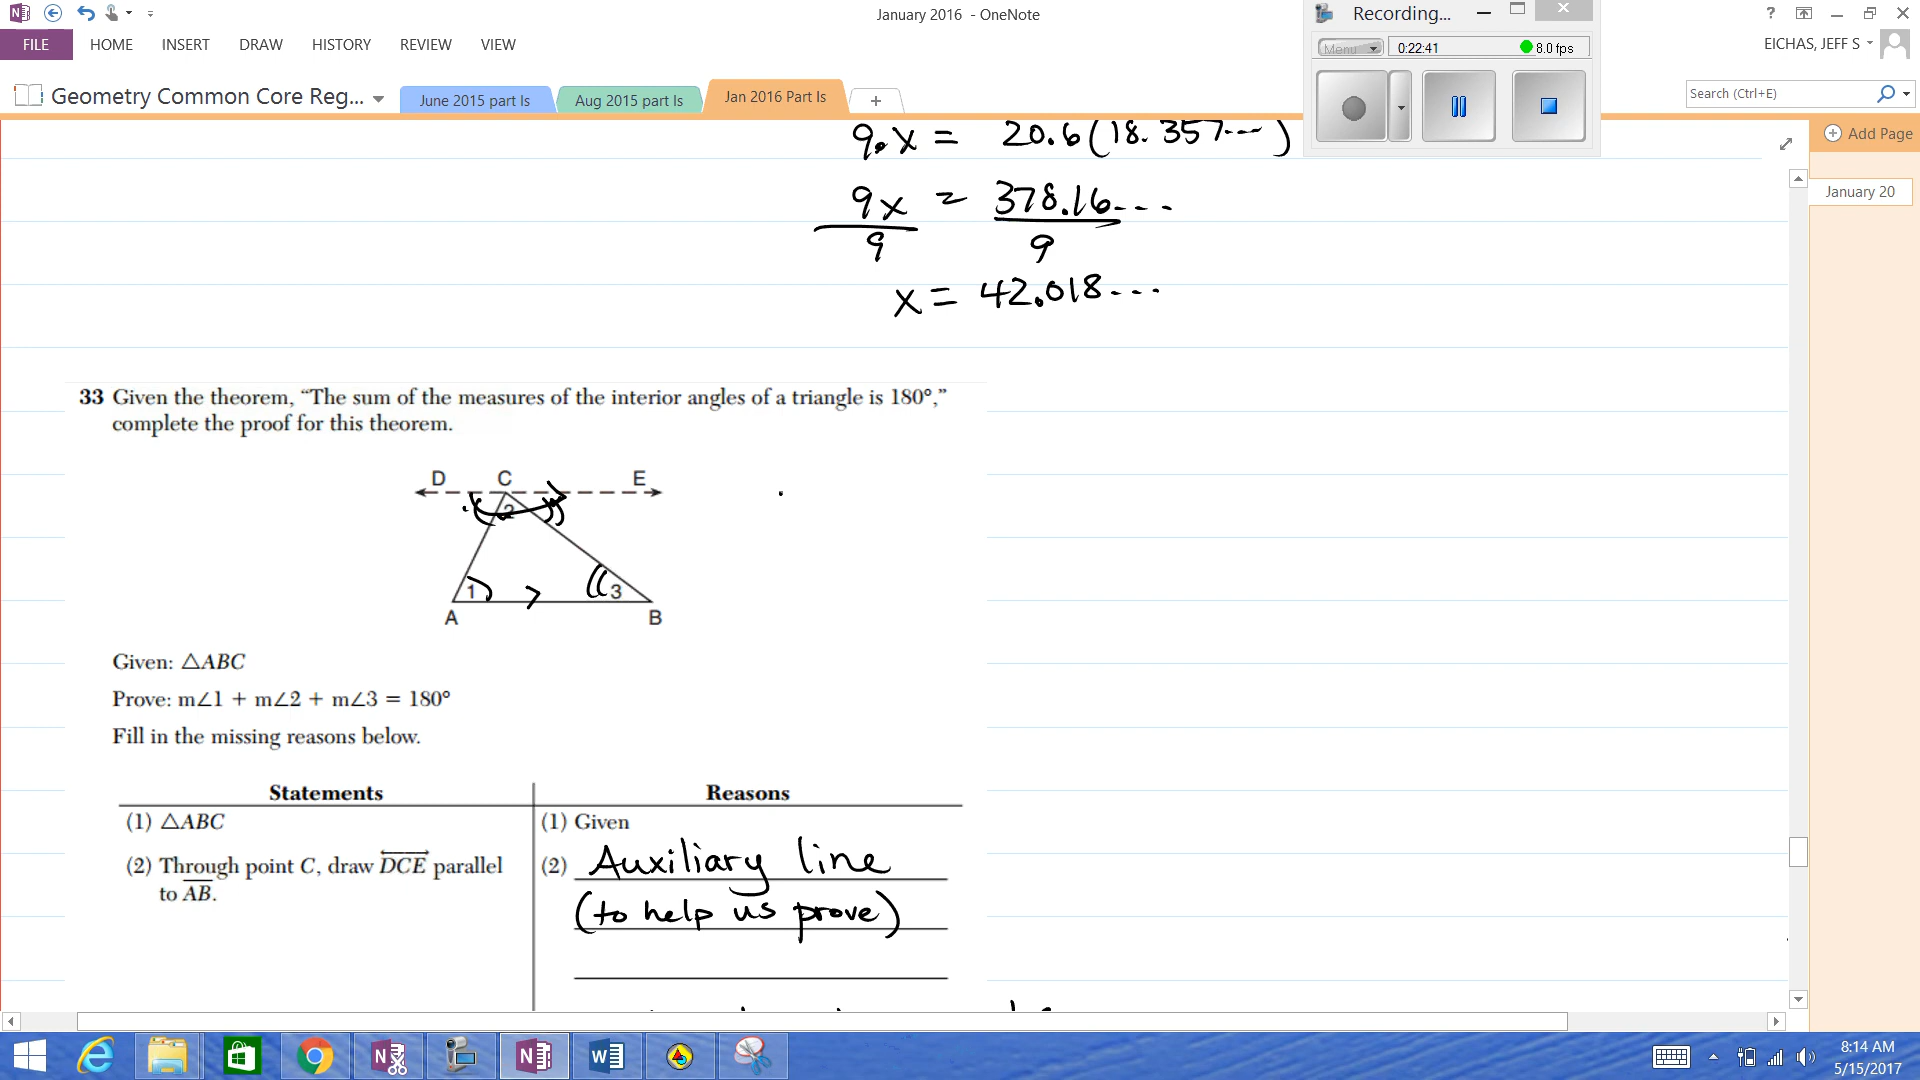 January 2016 - OneNote
Recording...
FILE HOME INSERT DRAW HISTORY REVIEW VIEW
Menu 0:22:41 8.0 fps
EICHAS, JEFF S
Geometry Common Core Reg... June 2015 part Is Aug 2015 part Is Jan 2016 Part Is +
Search (Ctrl+E)
Add Page
January 20
9.x = 20.6(18.357...)
9x = 378.16...
9 9
x = 42.018...
33 Given the theorem, “The sum of the measures of the interior angles of a triangle is 180°,”
complete the proof for this theorem.
D C E
2
1 3
A B
Given: △ABC
Prove: m∠1 + m∠2 + m∠3 = 180°
Fill in the missing reasons below.
Statements Reasons
(1) △ABC (1) Given
(2) Through point C, draw DCE parallel (2) Auxiliary line
to AB.
(to help us prove)
8:14 AM
5/15/2017